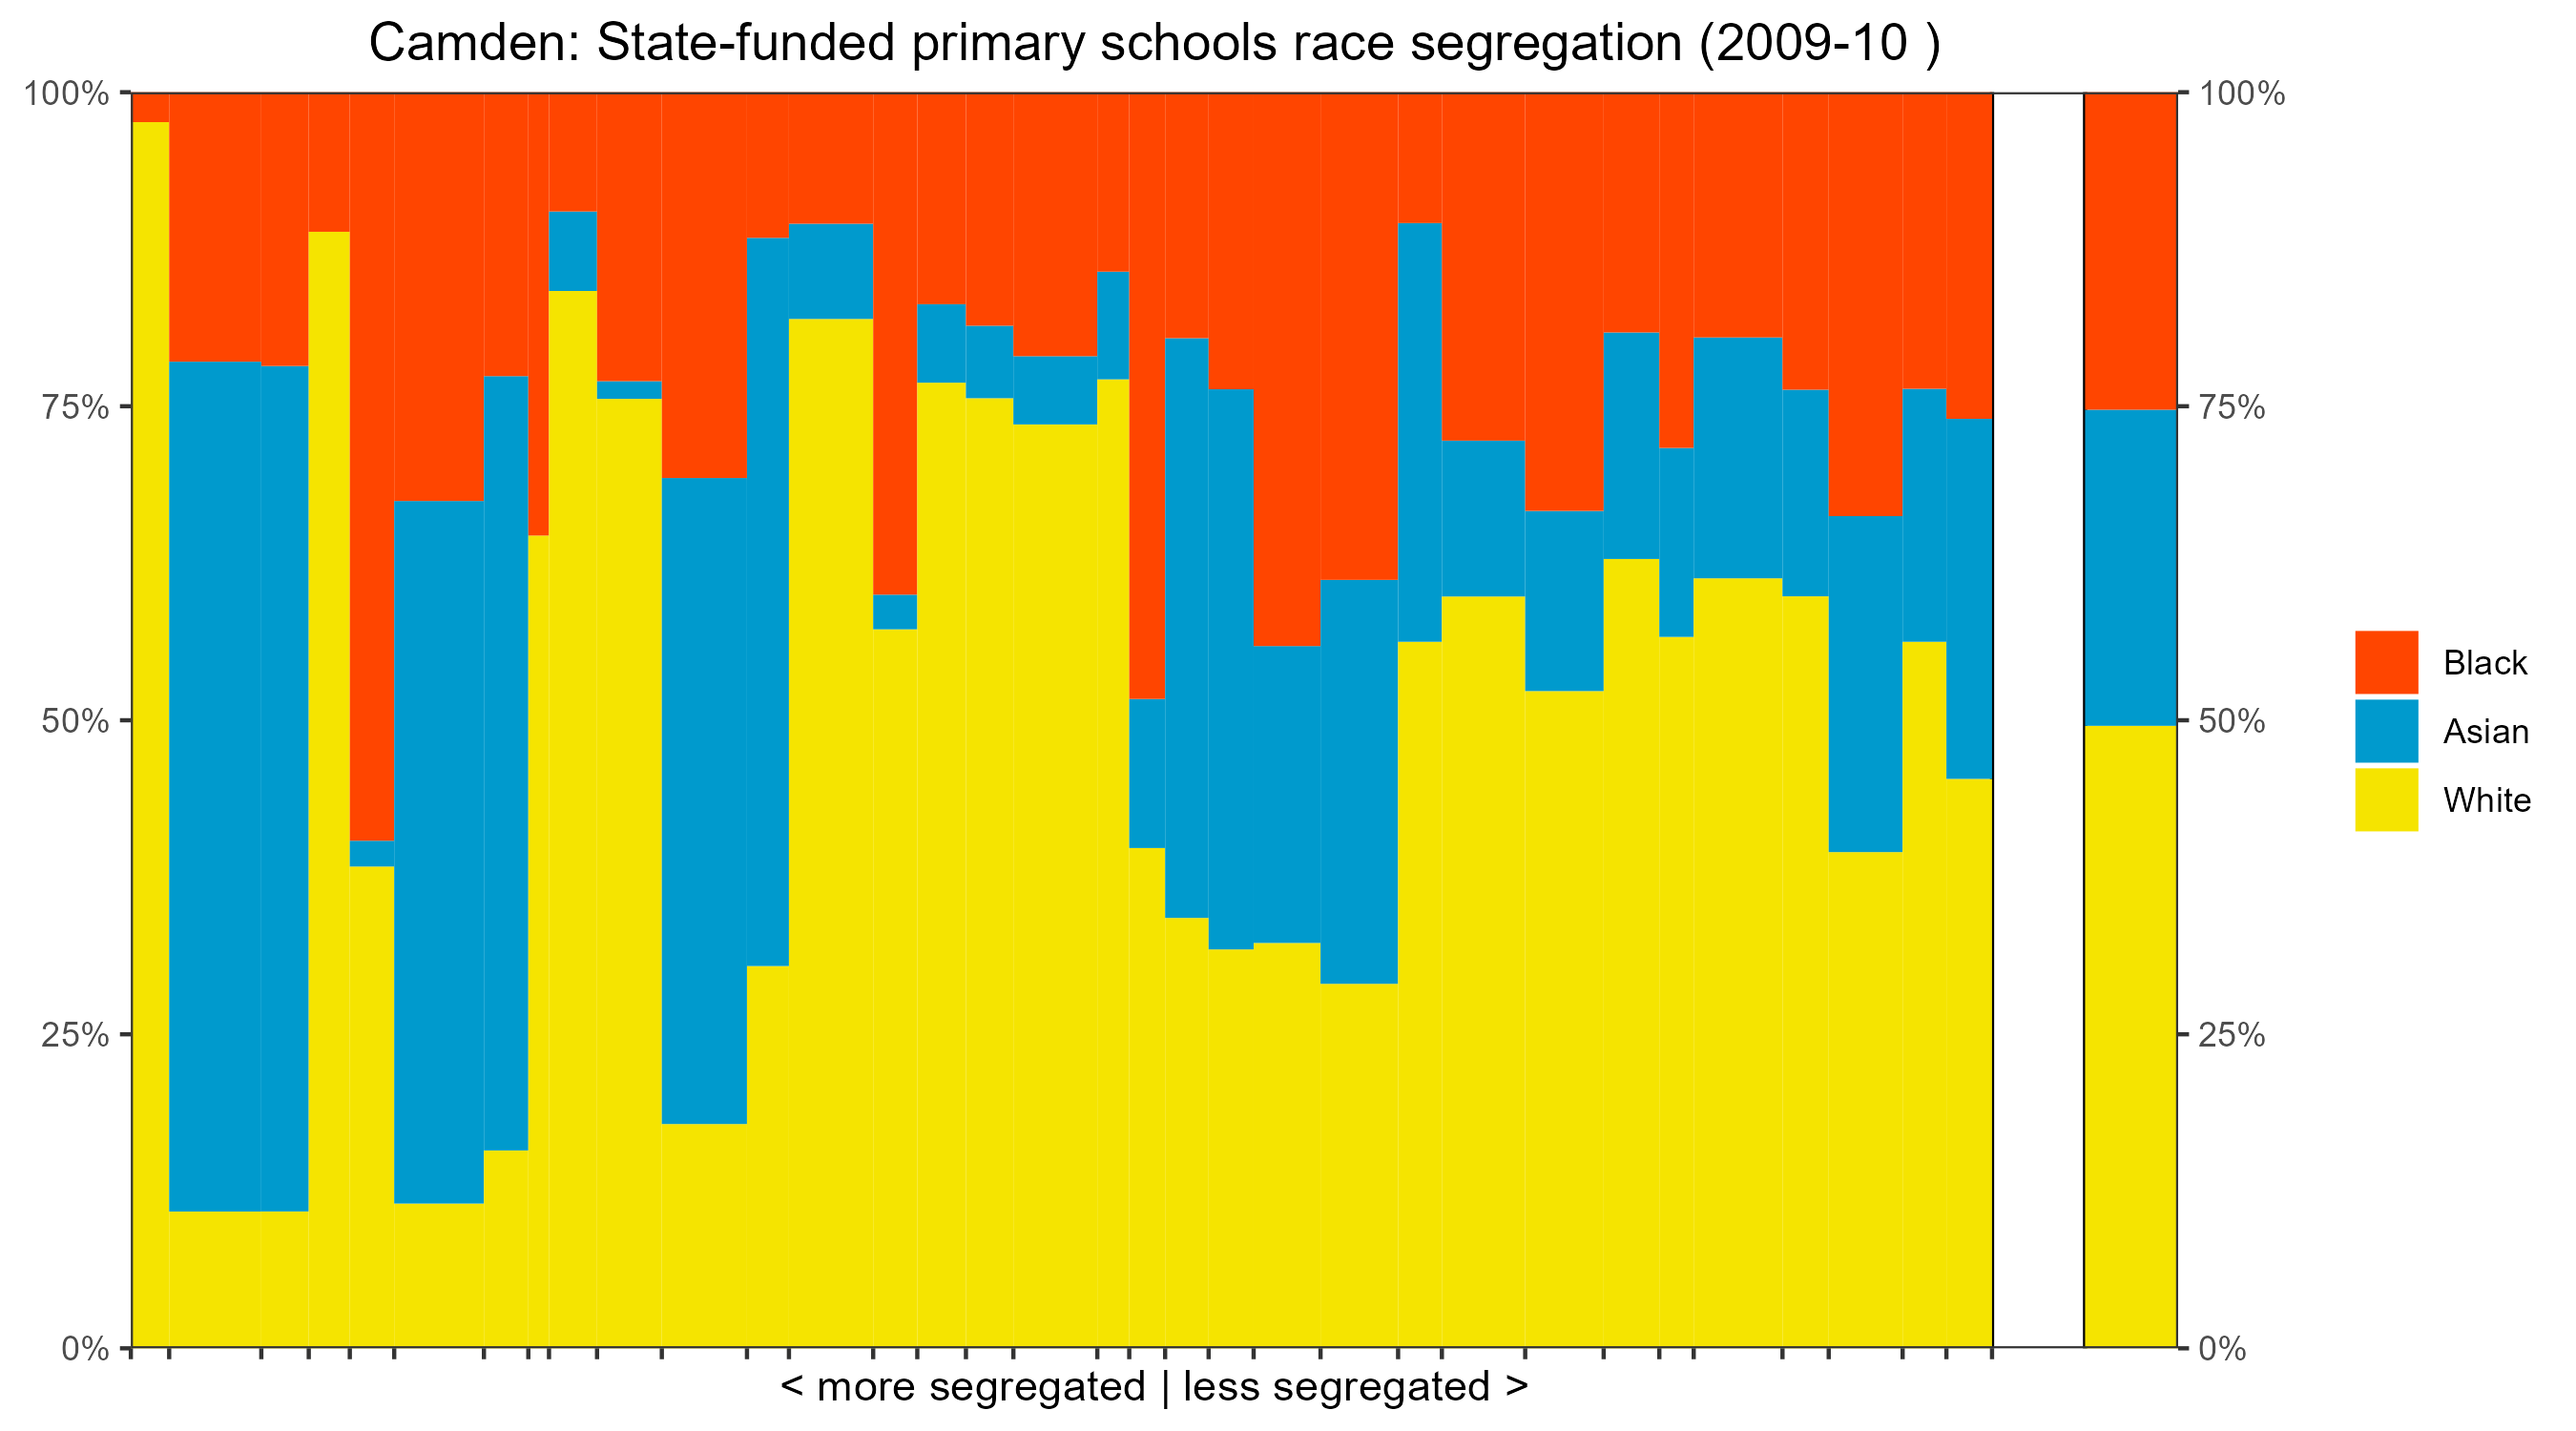 Camden: State-funded primary schools race segregation (2009-10 )
100%
100%
75%
75%
50%
50%
25%
25%
0%
0%
Black
Asian
White
< more segregated | less segregated >